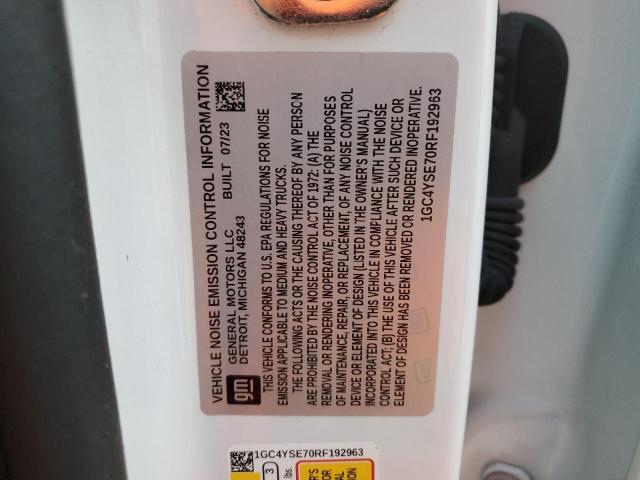 VEHICLE NOISE EMISSION CONTROL INFORMATION
gm
GENERAL MOTORS LLC
DETROIT, MICHIGAN 48243
BUILT 07/23
THIS VEHICLE CONFORMS TO U.S. EPA REGULATIONS FOR NOISE
EMISSION APPLICABLE TO MEDIUM AND HEAVY TRUCKS.
THE FOLLOWING ACTS OR THE CAUSING THEREOF BY ANY PERSON
ARE PROHIBITED BY THE NOISE CONTROL ACT OF 1972: (A) THE
REMOVAL OR RENDERING INOPERATIVE, OTHER THAN FOR PURPOSES
OF MAINTENANCE, REPAIR, OR REPLACEMENT, OF ANY NOISE CONTROL
DEVICE OR ELEMENT OF DESIGN (LISTED IN THE OWNER'S MANUAL)
INCORPORATED INTO THIS VEHICLE IN COMPLIANCE WITH THE NOISE
CONTROL ACT; (B) THE USE OF THIS VEHICLE AFTER SUCH DEVICE OR
ELEMENT OF DESIGN HAS BEEN REMOVED OR RENDERED INOPERATIVE.
1GC4YSE70RF192963
1GC4YSE70RF192963
3
lbs.